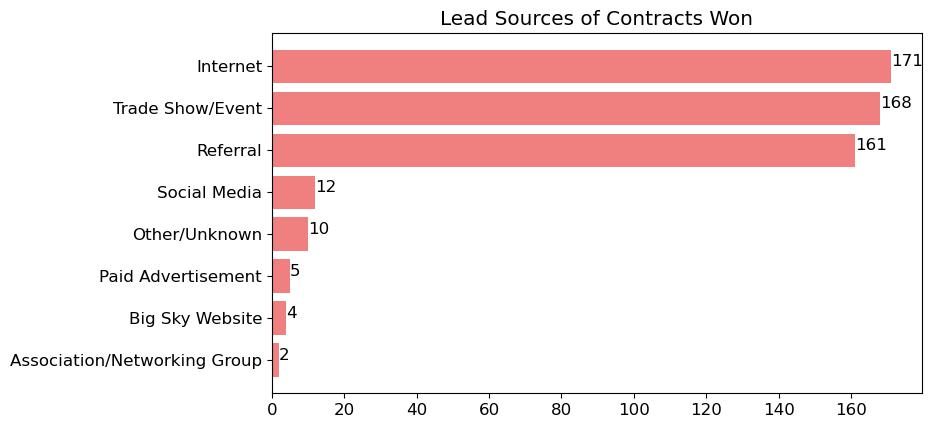 Lead Sources of Contracts Won
Internet 171
Trade Show/Event 168
Referral 161
Social Media 12
Other/Unknown 10
Paid Advertisement 5
Big Sky Website 4
Association/Networking Group 2
0 20 40 60 80 100 120 140 160